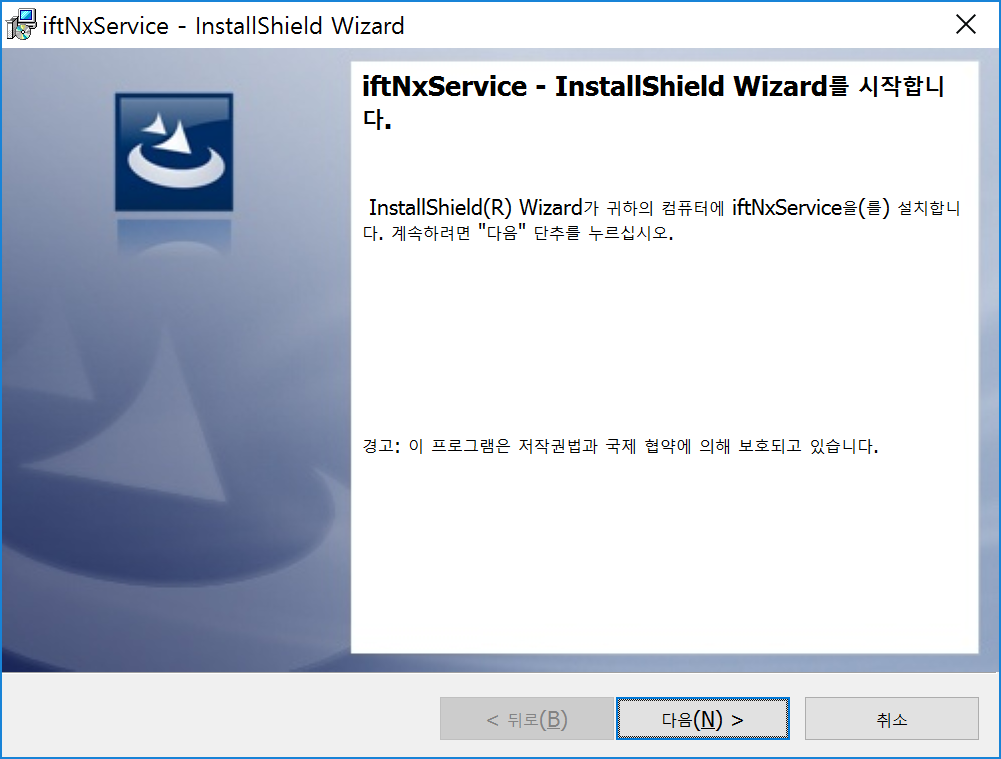 iftNxService - InstallShield Wizard
iftNxService - InstallShield Wizard를 시작합니
다.
InstallShield(R) Wizard가 귀하의 컴퓨터에 iftNxService을(를) 설치합니
다. 계속하려면 "다음" 단추를 누르십시오.
경고: 이 프로그램은 저작권법과 국제 협약에 의해 보호되고 있습니다.
< 뒤로(B) 다음(N) > 취소